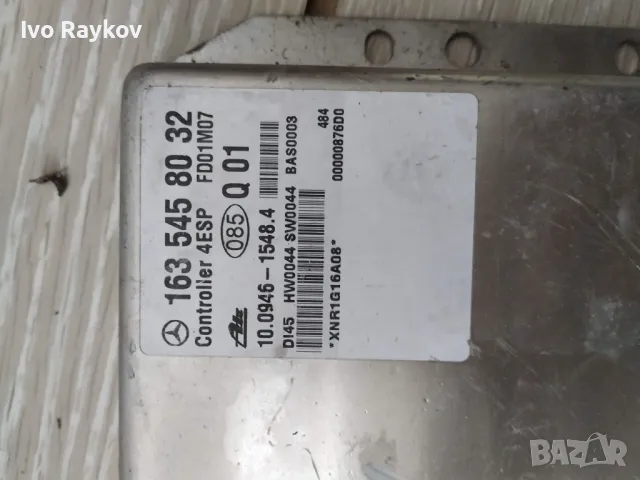 Ivo Raykov
163 545 80 32
Controller 4ESP FD01M07
085 Q 01
Ate
10.0946-1548.4
DI45 HW0044 SW0044 BAS0003
*XNR1G16A08*
484
00000876D0
BAZAR